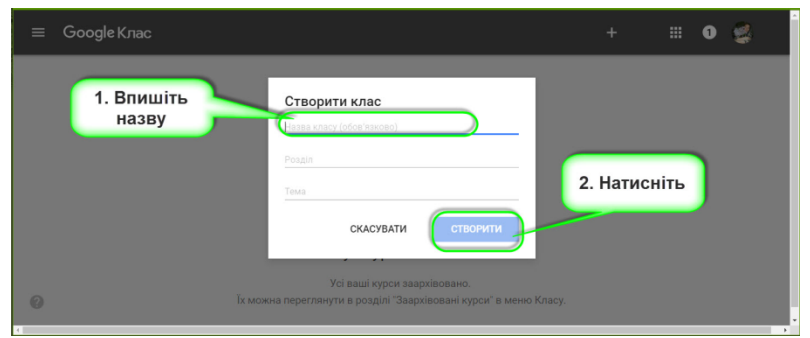 Google Клас
1
1. Впишіть
назву
Створити клас
Назва класу (обов'язково)
Розділ
Тема
2. Натисніть
СКАСУВАТИ
СТВОРИТИ
Усі ваші курси заархівовано.
Їх можна переглянути в розділі "Заархівовані курси" в меню Класу.